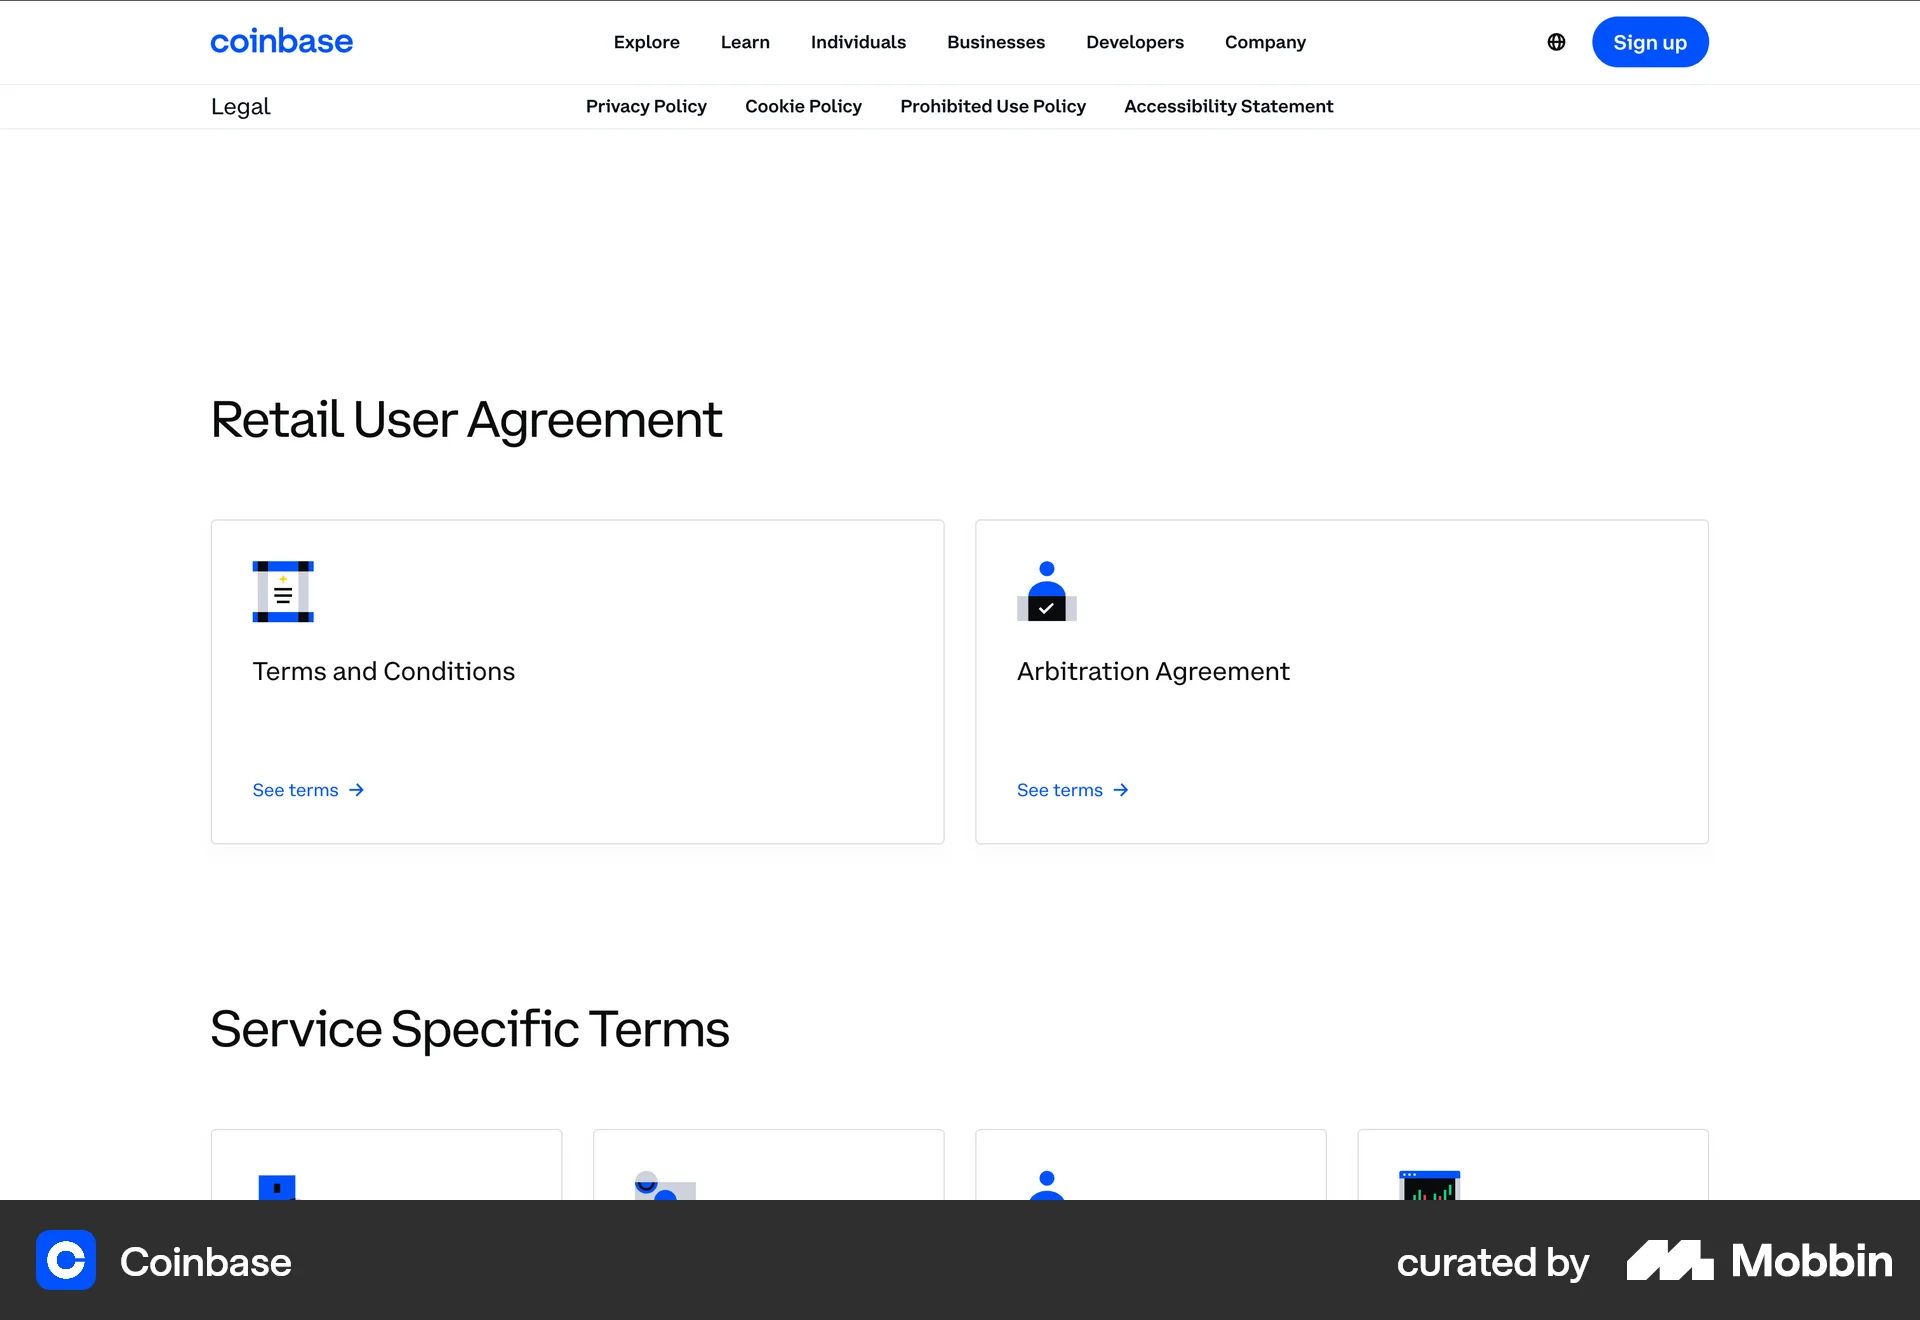 coinbase
Explore Learn Individuals Businesses Developers Company
Sign up
Legal
Privacy Policy Cookie Policy Prohibited Use Policy Accessibility Statement
Retail User Agreement
Terms and Conditions
Arbitration Agreement
See terms
See terms
Service Specific Terms
Coinbase
curated by Mobbin